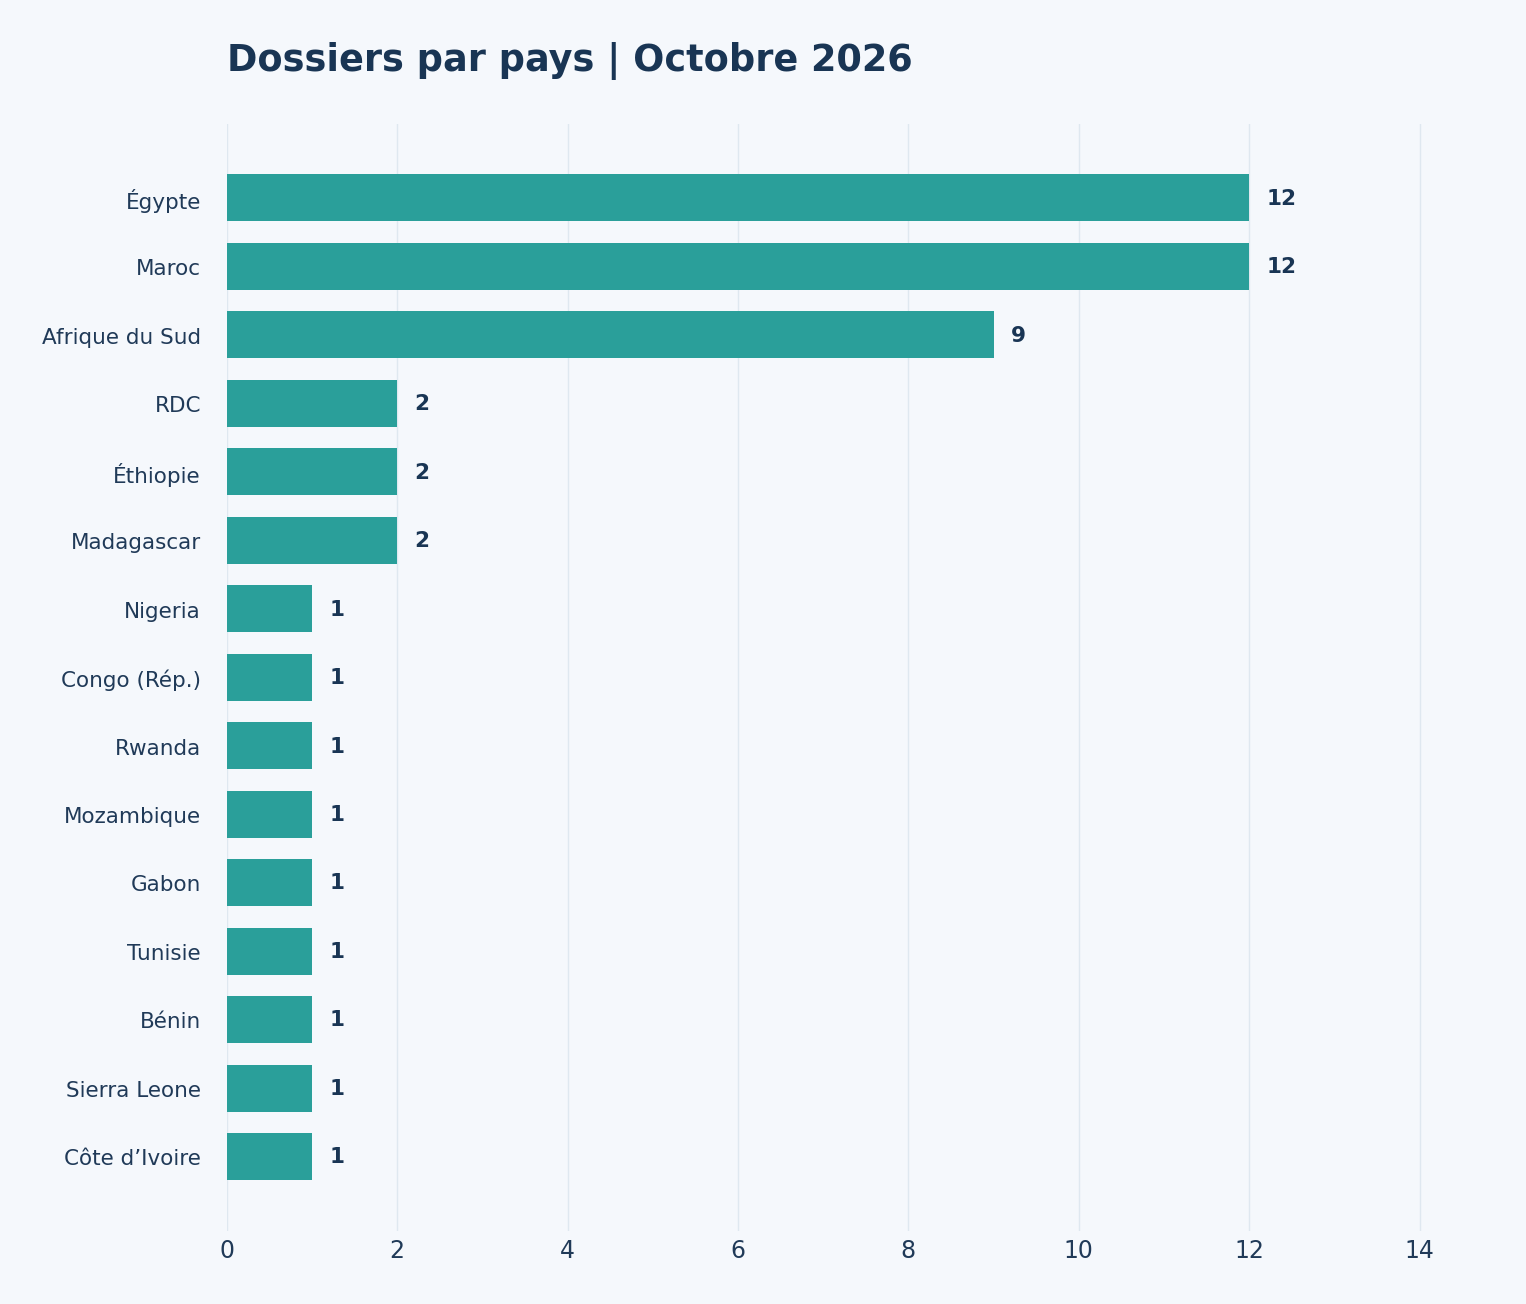 Dossiers par pays | Octobre 2026
Égypte 12
Maroc 12
Afrique du Sud 9
RDC 2
Éthiopie 2
Madagascar 2
Nigeria 1
Congo (Rép.) 1
Rwanda 1
Mozambique 1
Gabon 1
Tunisie 1
Bénin 1
Sierra Leone 1
Côte d’Ivoire 1
0 2 4 6 8 10 12 14